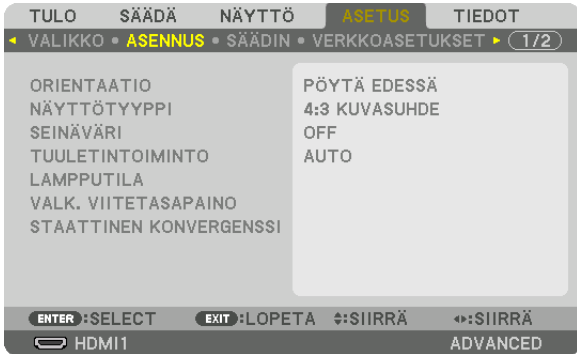 TULO SÄÄDÄ NÄYTTÖ ASETUS TIEDOT
◄ VALIKKO • ASENNUS • SÄÄDIN • VERKKOASETUKSET ► 1/2
ORIENTAATIO PÖYTÄ EDESSÄ
NÄYTTÖTYYPPI 4:3 KUVASUHDE
SEINÄVÄRI OFF
TUULETINTOIMINTO AUTO
LAMPPUTILA
VALK. VIITETASAPAINO
STAATTINEN KONVERGENSSI
ENTER :SELECT EXIT :LOPETA :SIIRRÄ :SIIRRÄ
HDMI1 ADVANCED